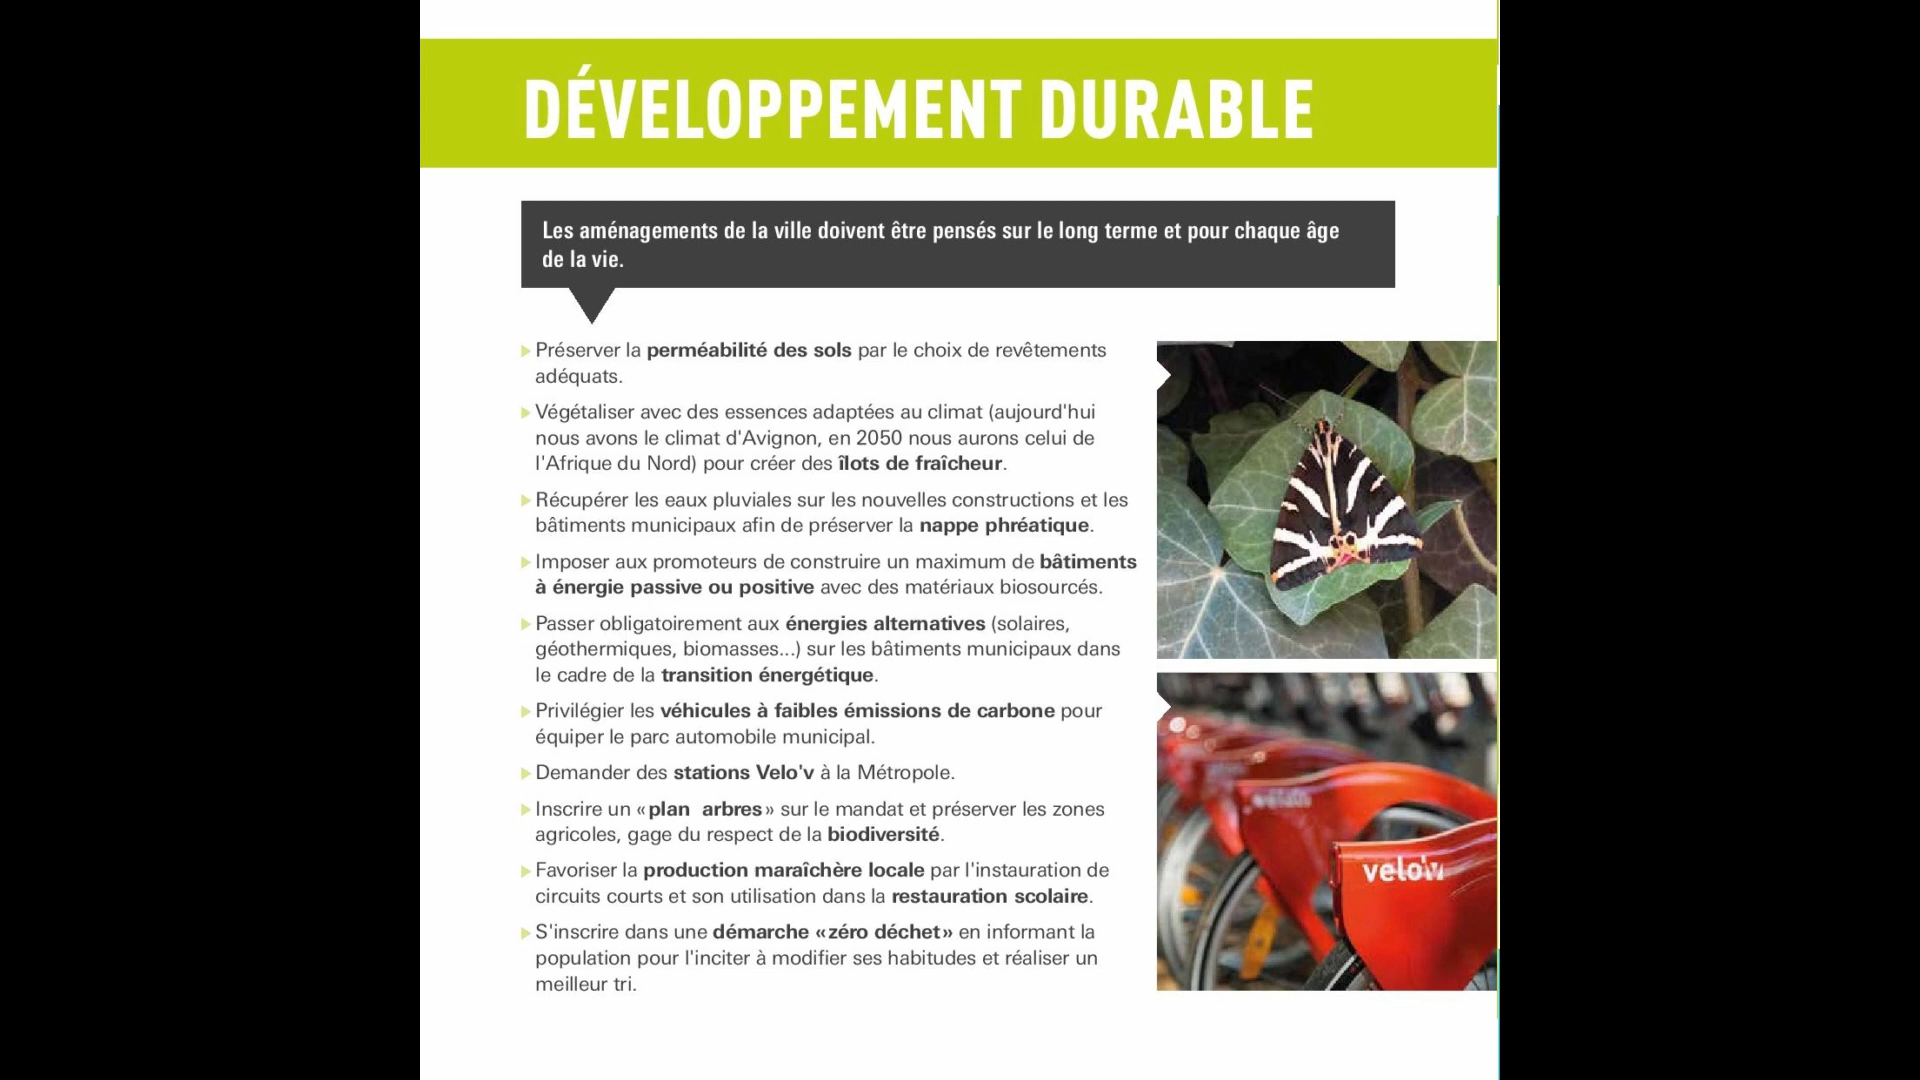 DÉVELOPPEMENT DURABLE
Les aménagements de la ville doivent être pensés sur le long terme et pour chaque âge
de la vie.
Préserver la perméabilité des sols par le choix de revêtements
adéquats.
Végétaliser avec des essences adaptées au climat (aujourd'hui
nous avons le climat d'Avignon, en 2050 nous aurons celui de
l'Afrique du Nord) pour créer des îlots de fraîcheur.
Récupérer les eaux pluviales sur les nouvelles constructions et les
bâtiments municipaux afin de préserver la nappe phréatique.
Imposer aux promoteurs de construire un maximum de bâtiments
à énergie passive ou positive avec des matériaux biosourcés.
Passer obligatoirement aux énergies alternatives (solaires,
géothermiques, biomasses...) sur les bâtiments municipaux dans
le cadre de la transition énergétique.
Privilégier les véhicules à faibles émissions de carbone pour
équiper le parc automobile municipal.
Demander des stations Velo'v à la Métropole.
Inscrire un «plan arbres» sur le mandat et préserver les zones
agricoles, gage du respect de la biodiversité.
Favoriser la production maraîchère locale par l'instauration de
circuits courts et son utilisation dans la restauration scolaire.
S'inscrire dans une démarche «zéro déchet» en informant la
population pour l'inciter à modifier ses habitudes et réaliser un
meilleur tri.
velo'v
velo'v